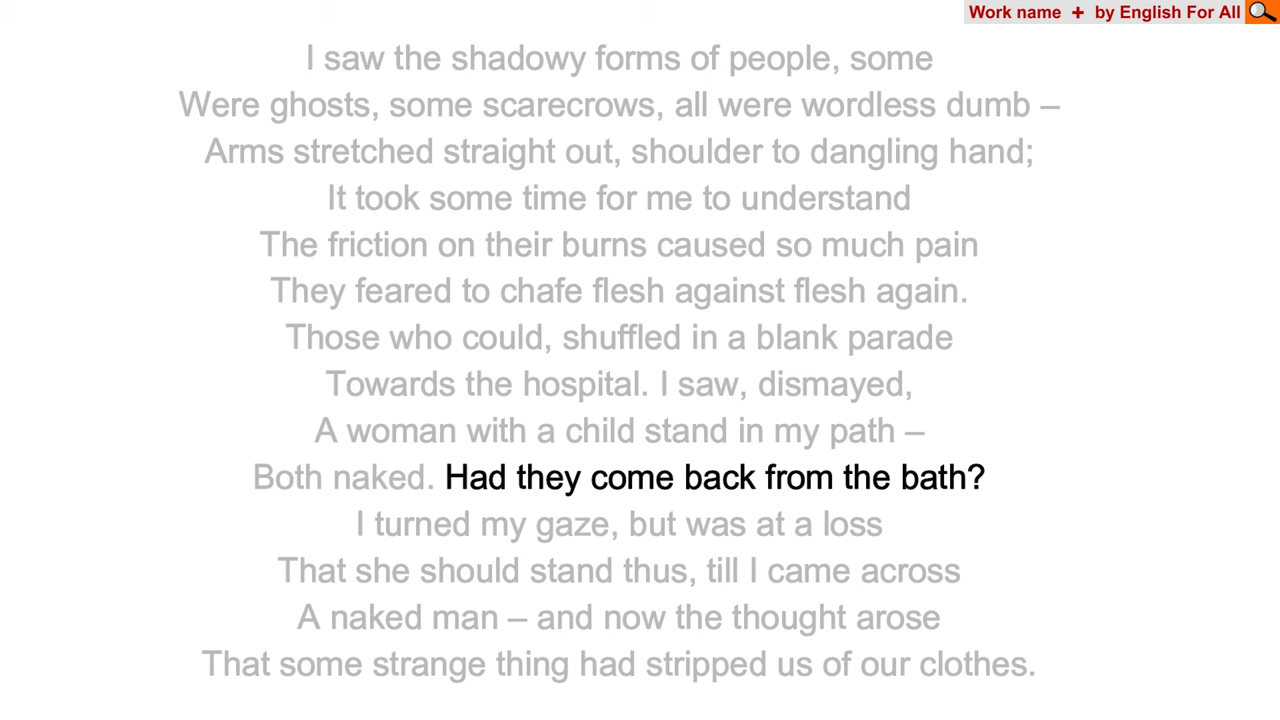 Work name + by English For All
I saw the shadowy forms of people, some
Were ghosts, some scarecrows, all were wordless dumb –
Arms stretched straight out, shoulder to dangling hand;
It took some time for me to understand
The friction on their burns caused so much pain
They feared to chafe flesh against flesh again.
Those who could, shuffled in a blank parade
Towards the hospital. I saw, dismayed,
A woman with a child stand in my path –
Both naked. Had they come back from the bath?
I turned my gaze, but was at a loss
That she should stand thus, till I came across
A naked man – and now the thought arose
That some strange thing had stripped us of our clothes.